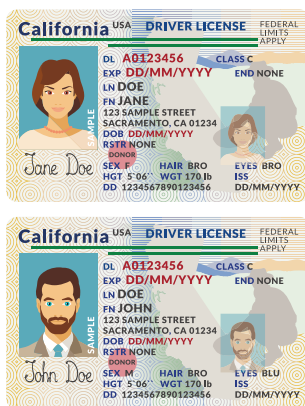 California USA DRIVER LICENSE FEDERAL
LIMITS
APPLY
DL A0123456 CLASS C
EXP DD/MM/YYYY END NONE
LN DOE
FN JANE
123 SAMPLE STREET
SACRAMENTO, CA 01234
DOB DD/MM/YYYY
RSTR NONE
DONOR
SAMPLE
SEX F HAIR BRO EYES BRO
HGT 5'06'' WGT 170 lb ISS
DD 1234567890123456 DD/MM/YYYY
Jane Doe
California USA DRIVER LICENSE FEDERAL
LIMITS
APPLY
DL A0123456 CLASS C
EXP DD/MM/YYYY END NONE
LN DOE
FN JOHN
123 SAMPLE STREET
SACRAMENTO, CA 01234
DOB DD/MM/YYYY
RSTR NONE
DONOR
SAMPLE
SEX M HAIR BRO EYES BLU
HGT 5'06'' WGT 170 lb ISS
DD 1234567890123456 DD/MM/YYYY
John Doe